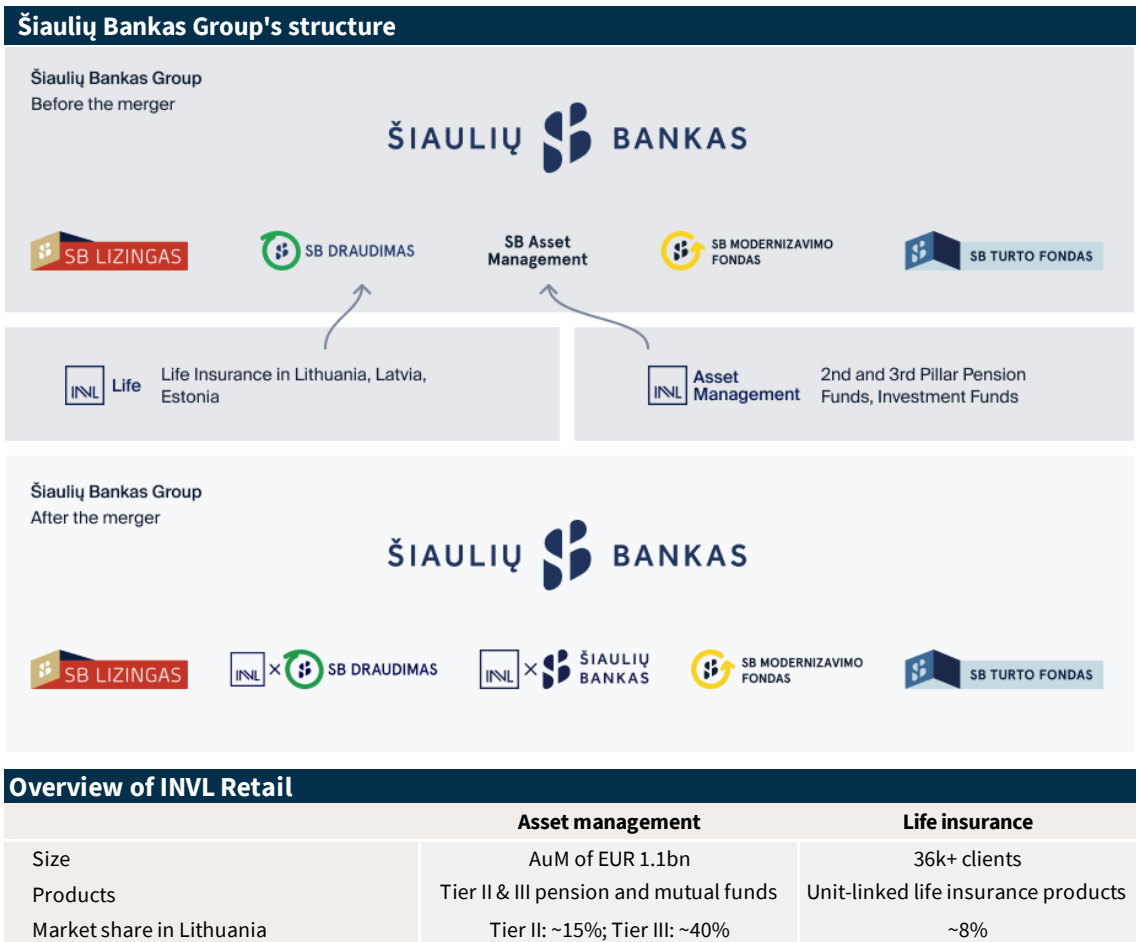 Šiaulių Bankas Group's structure
Šiaulių Bankas Group
Before the merger
ŠIAULIŲ BANKAS
SB LIZINGAS
SB DRAUDIMAS
SB Asset
Management
SB MODERNIZAVIMO
FONDAS
SB TURTO FONDAS
INVL Life
Life Insurance in Lithuania, Latvia,
Estonia
INVL Asset
Management
2nd and 3rd Pillar Pension
Funds, Investment Funds
Šiaulių Bankas Group
After the merger
ŠIAULIŲ BANKAS
SB LIZINGAS
INVL × SB DRAUDIMAS
INVL × ŠIAULIŲ
BANKAS
SB MODERNIZAVIMO
FONDAS
SB TURTO FONDAS
Overview of INVL Retail
Asset management Life insurance
Size AuM of EUR 1.1bn 36k+ clients
Products Tier II & III pension and mutual funds Unit-linked life insurance products
Market share in Lithuania Tier II: ~15%; Tier III: ~40% ~8%